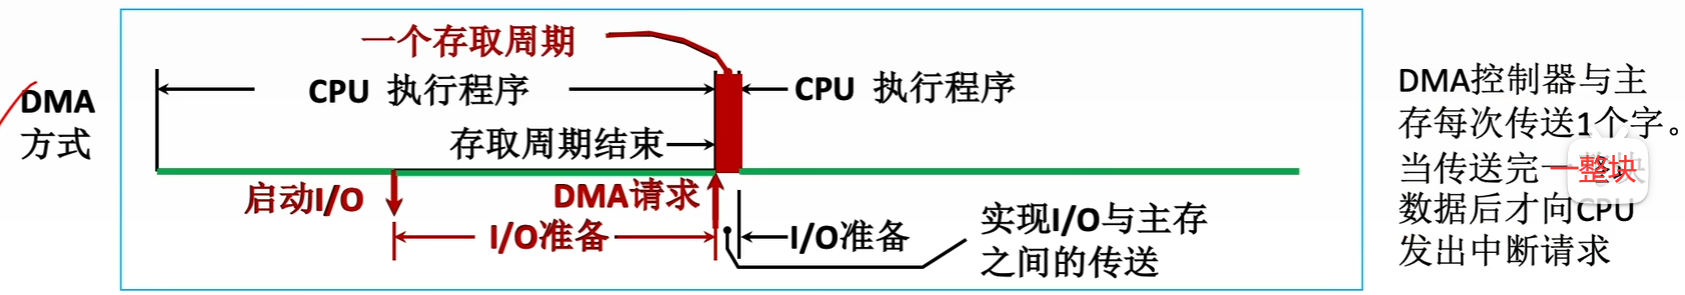 一个存取周期
DMA
方式
CPU 执行程序
CPU 执行程序
存取周期结束
启动I/O
DMA请求
I/O准备
I/O准备
实现I/O与主存
之间的传送
DMA控制器与主
存每次传送1个字。
当传送完一整块
数据后才向CPU
发出中断请求